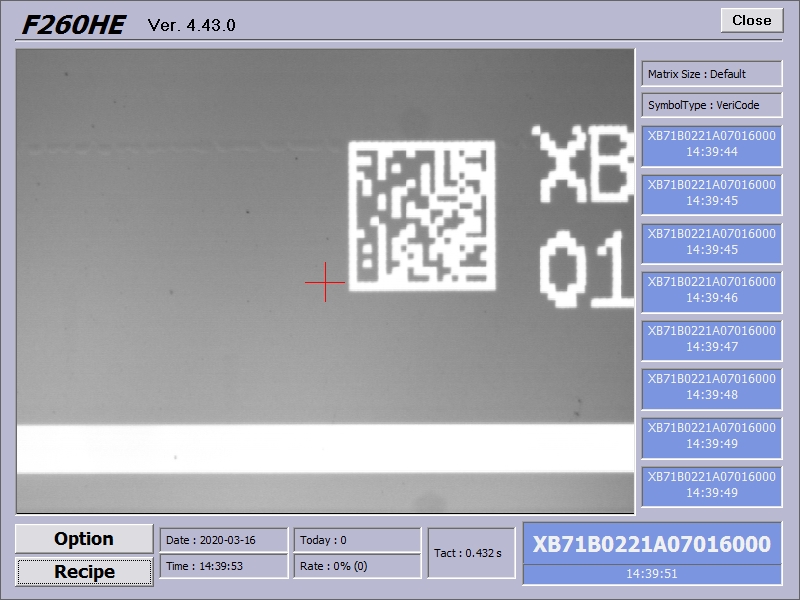 F260HE Ver. 4.43.0
Close
Matrix Size : Default
SymbolType : VeriCode
XB
01
XB71B0221A07016000
14:39:44
XB71B0221A07016000
14:39:45
XB71B0221A07016000
14:39:45
XB71B0221A07016000
14:39:46
XB71B0221A07016000
14:39:47
XB71B0221A07016000
14:39:48
XB71B0221A07016000
14:39:49
XB71B0221A07016000
14:39:49
Option
Recipe
Date : 2020-03-16
Time : 14:39:53
Today : 0
Rate : 0% (0)
Tact : 0.432 s
XB71B0221A07016000
14:39:51